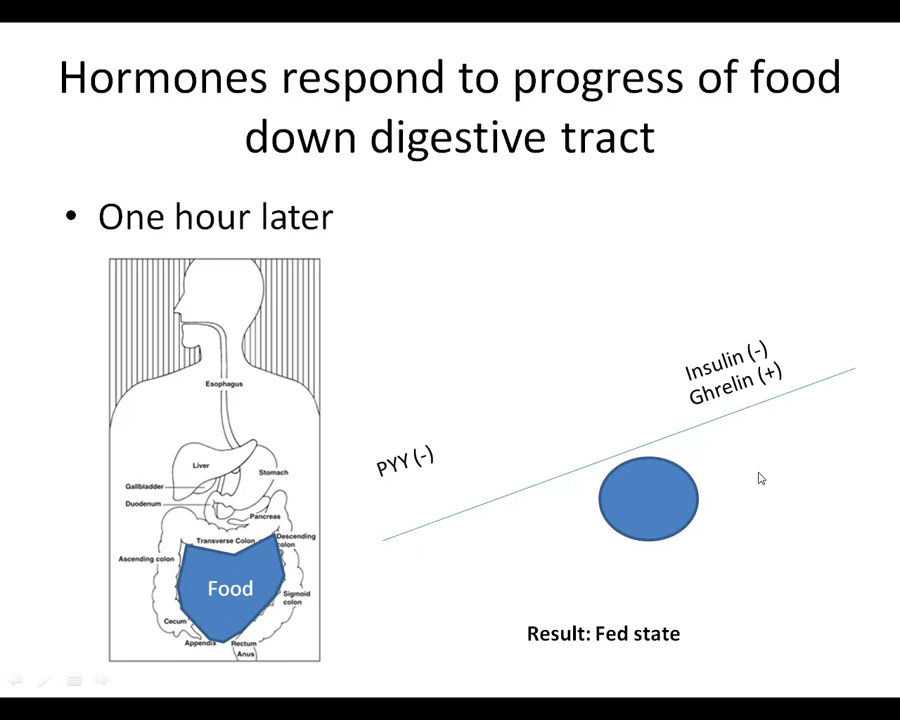 Hormones respond to progress of food
down digestive tract
• One hour later
Esophagus
Liver
Stomach
Gallbladder
Duodenum
Pancreas
Transverse Colon
Descending
colon
Ascending colon
Food
Sigmoid
colon
Cecum
Appendix
Rectum
Anus
Insulin (-)
Ghrelin (+)
PYY (-)
Result: Fed state